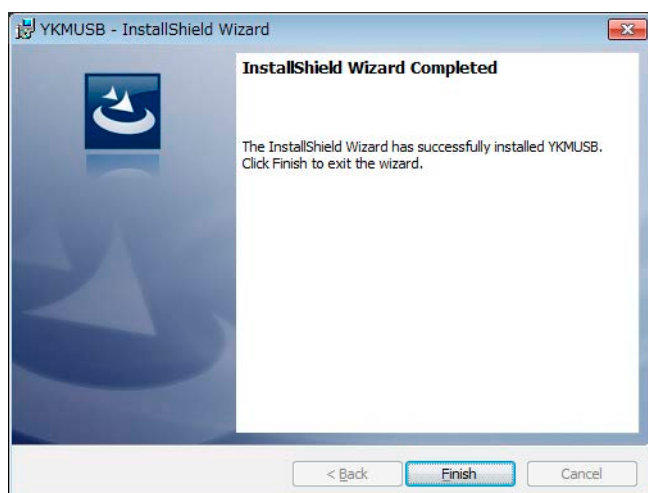 YKMUSB - InstallShield Wizard
InstallShield Wizard Completed
The InstallShield Wizard has successfully installed YKMUSB.
Click Finish to exit the wizard.
< Back
Finish
Cancel